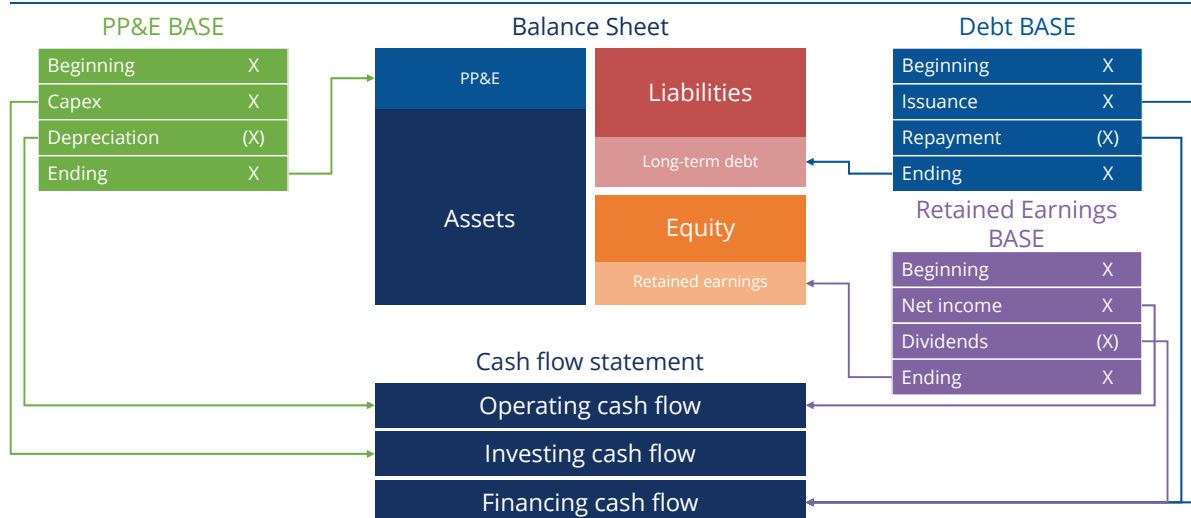 PP&E BASE
Beginning X
Capex X
Depreciation (X)
Ending X
Balance Sheet
PP&E
Assets
Liabilities
Long-term debt
Equity
Retained earnings
Debt BASE
Beginning X
Issuance X
Repayment (X)
Ending X
Retained Earnings
BASE
Beginning X
Net income X
Dividends (X)
Ending X
Cash flow statement
Operating cash flow
Investing cash flow
Financing cash flow